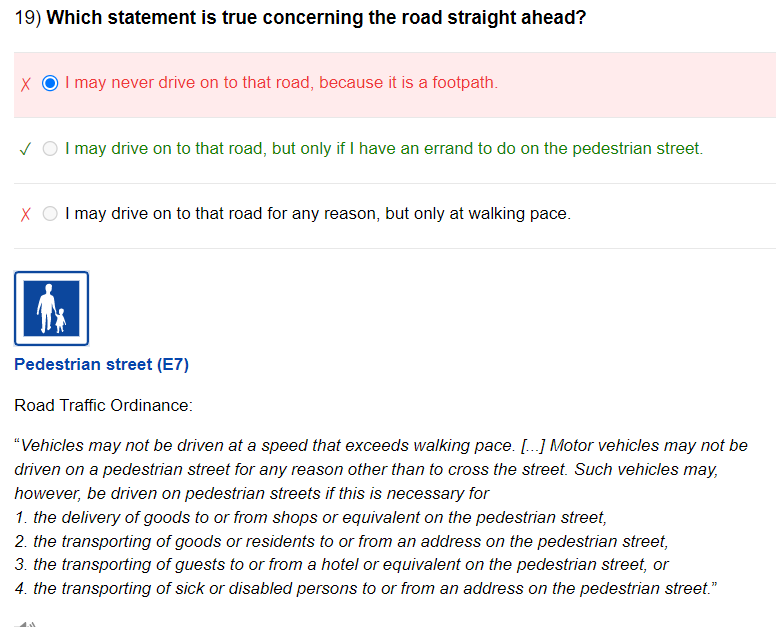 19) Which statement is true concerning the road straight ahead?
X I may never drive on to that road, because it is a footpath.
✓ I may drive on to that road, but only if I have an errand to do on the pedestrian street.
X I may drive on to that road for any reason, but only at walking pace.
Pedestrian street (E7)
Road Traffic Ordinance:
“Vehicles may not be driven at a speed that exceeds walking pace. [...] Motor vehicles may not be
driven on a pedestrian street for any reason other than to cross the street. Such vehicles may,
however, be driven on pedestrian streets if this is necessary for
1. the delivery of goods to or from shops or equivalent on the pedestrian street,
2. the transporting of goods or residents to or from an address on the pedestrian street,
3. the transporting of guests to or from a hotel or equivalent on the pedestrian street, or
4. the transporting of sick or disabled persons to or from an address on the pedestrian street.”